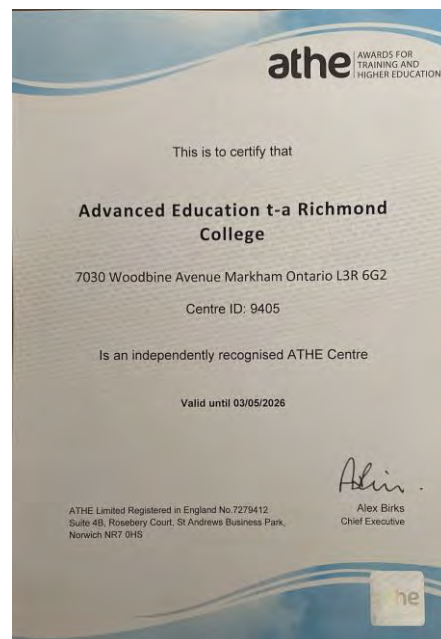 athe
AWARDS FOR
TRAINING AND
HIGHER EDUCATION
This is to certify that
Advanced Education t-a Richmond
College
7030 Woodbine Avenue Markham Ontario L3R 6G2
Centre ID: 9405
Is an independently recognised ATHE Centre
Valid until 03/05/2026
Alex Birks
Chief Executive
ATHE Limited Registered in England No.7279412
Suite 4B, Rosebery Court, St Andrews Business Park,
Norwich NR7 0HS
he